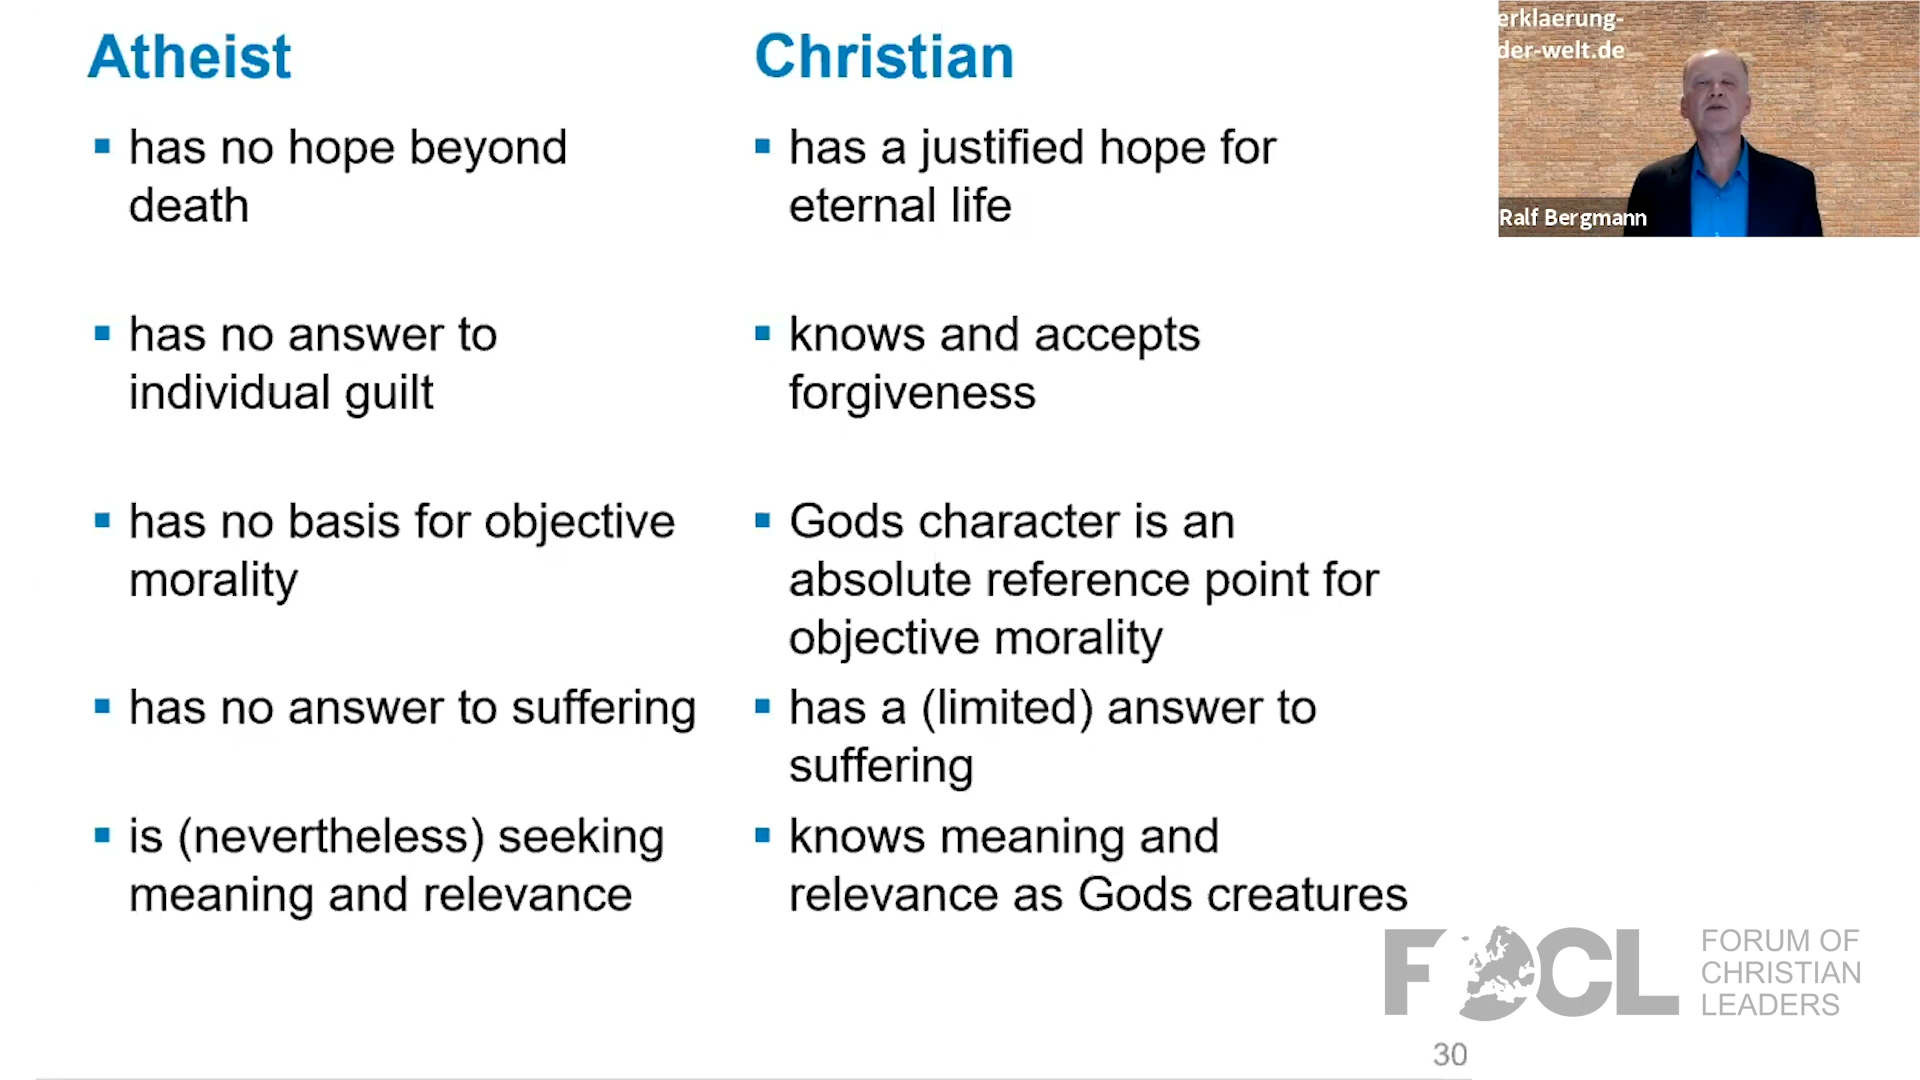 Atheist
has no hope beyond
death
has no answer to
individual guilt
has no basis for objective
morality
has no answer to suffering
is (nevertheless) seeking
meaning and relevance
Christian
has a justified hope for
eternal life
knows and accepts
forgiveness
Gods character is an
absolute reference point for
objective morality
has a (limited) answer to
suffering
knows meaning and
relevance as Gods creatures
erklaerung-
der-welt.de
Ralf Bergmann
FOCL
FORUM OF
CHRISTIAN
LEADERS
30